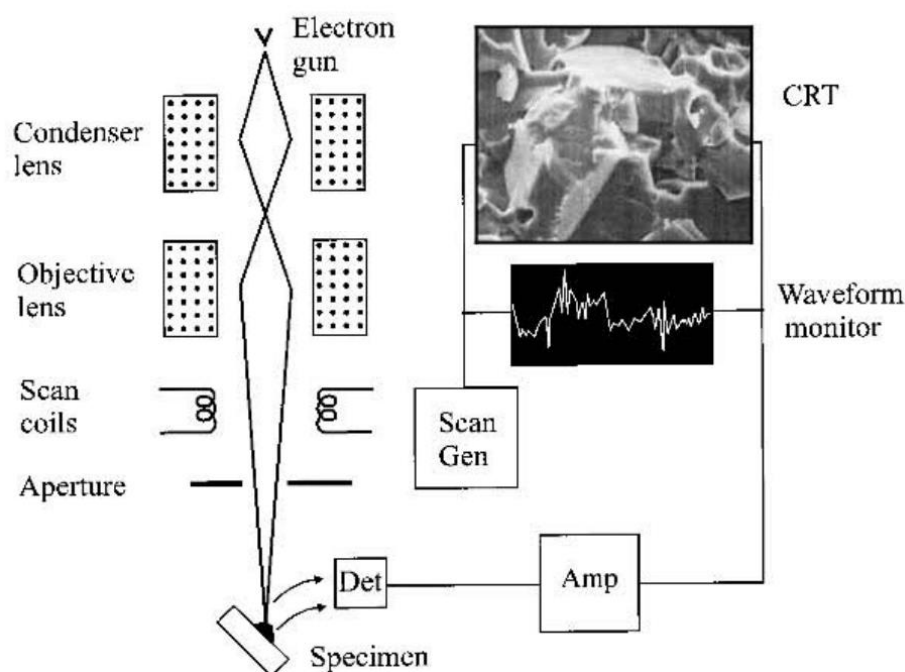 Electron
gun
CRT
Condenser
lens
Objective
lens
Waveform
monitor
Scan
coils
Scan
Gen
Aperture
Det
Amp
Specimen